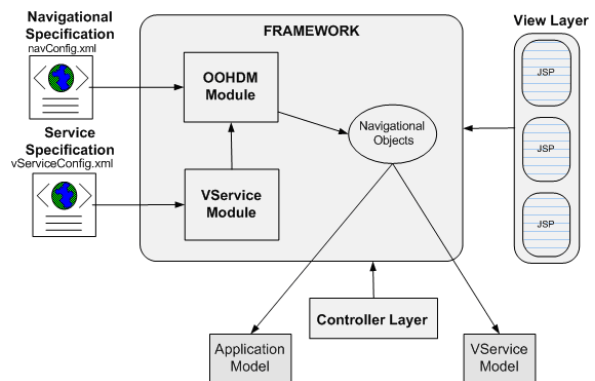 Navigational
Specification
navConfig.xml
Service
Specification
vServiceConfig.xml
FRAMEWORK
OOHDM
Module
VService
Module
Navigational
Objects
View Layer
JSP
JSP
JSP
Controller Layer
Application
Model
VService
Model